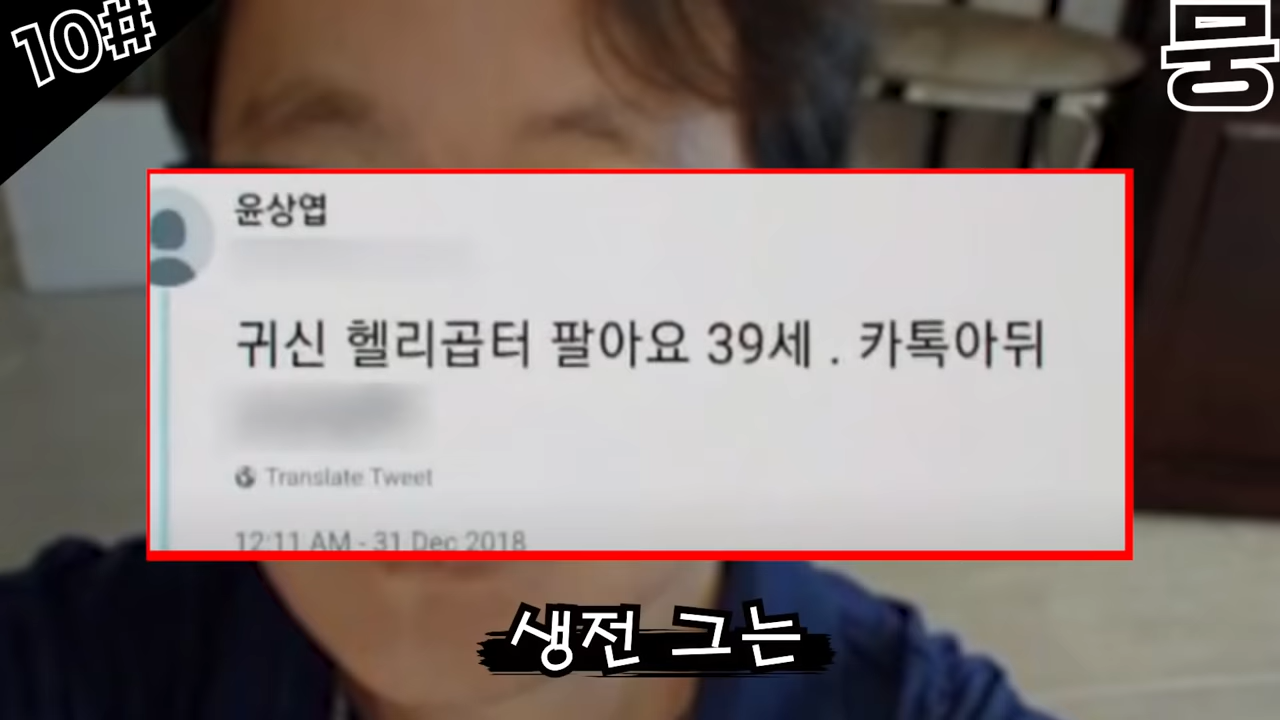 10#
뭉
윤상엽
귀신 헬리곱터 팔아요 39세 . 카톡아뒤
Translate Tweet
12:11 AM - 31 Dec 2018
생전 그는